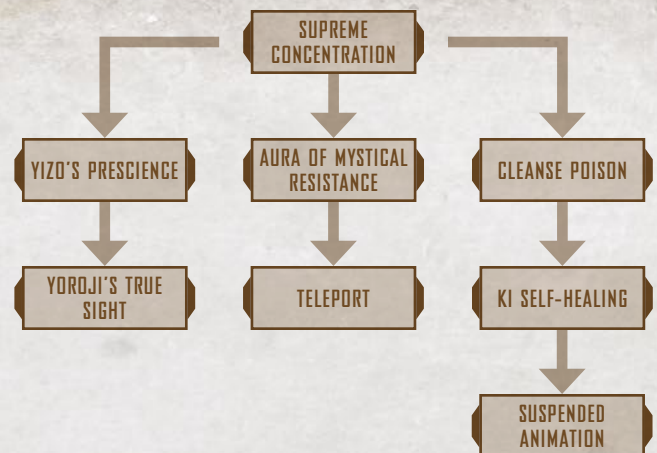 SUPREME
CONCENTRATION
YIZO'S PRESCIENCE
AURA OF MYSTICAL
RESISTANCE
CLEANSE POISON
YOROJI'S TRUE
SIGHT
TELEPORT
KI SELF-HEALING
SUSPENDED
ANIMATION